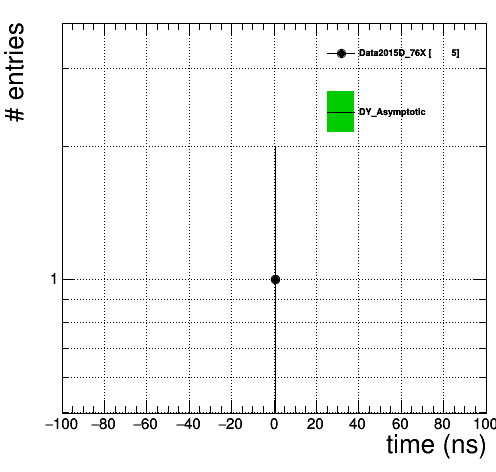 # entries
Data2015D_76X [ 5]
DY_Asymptotic
1
−100 −80 −60 −40 −20 0 20 40 60 80 100
time (ns)